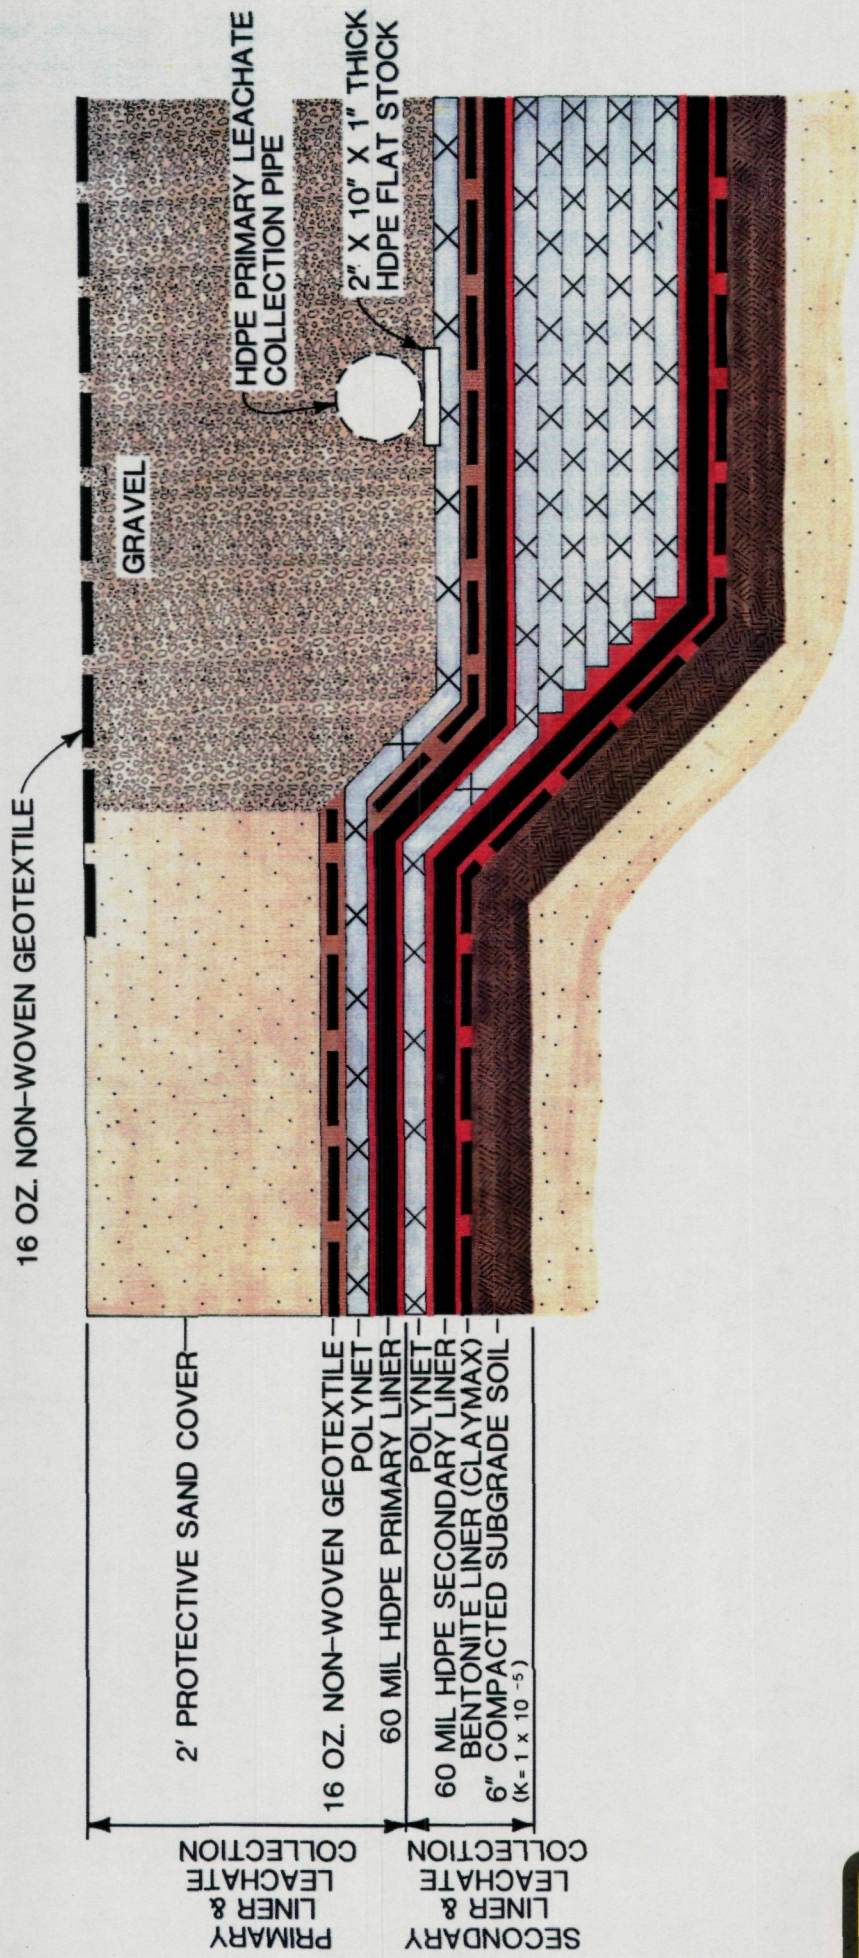 16 OZ. NON-WOVEN GEOTEXTILE
GRAVEL
HDPE PRIMARY LEACHATE
COLLECTION PIPE
2" X 10" X 1" THICK
HDPE FLAT STOCK
PRIMARY
LINER &
LEACHATE
COLLECTION
2' PROTECTIVE SAND COVER
16 OZ. NON-WOVEN GEOTEXTILE
POLYNET
60 MIL HDPE PRIMARY LINER
SECONDARY
LINER &
LEACHATE
COLLECTION
POLYNET
60 MIL HDPE SECONDARY LINER
BENTONITE LINER (CLAYMAX)
6" COMPACTED SUBGRADE SOIL
(K = 1 x 10 -5 )